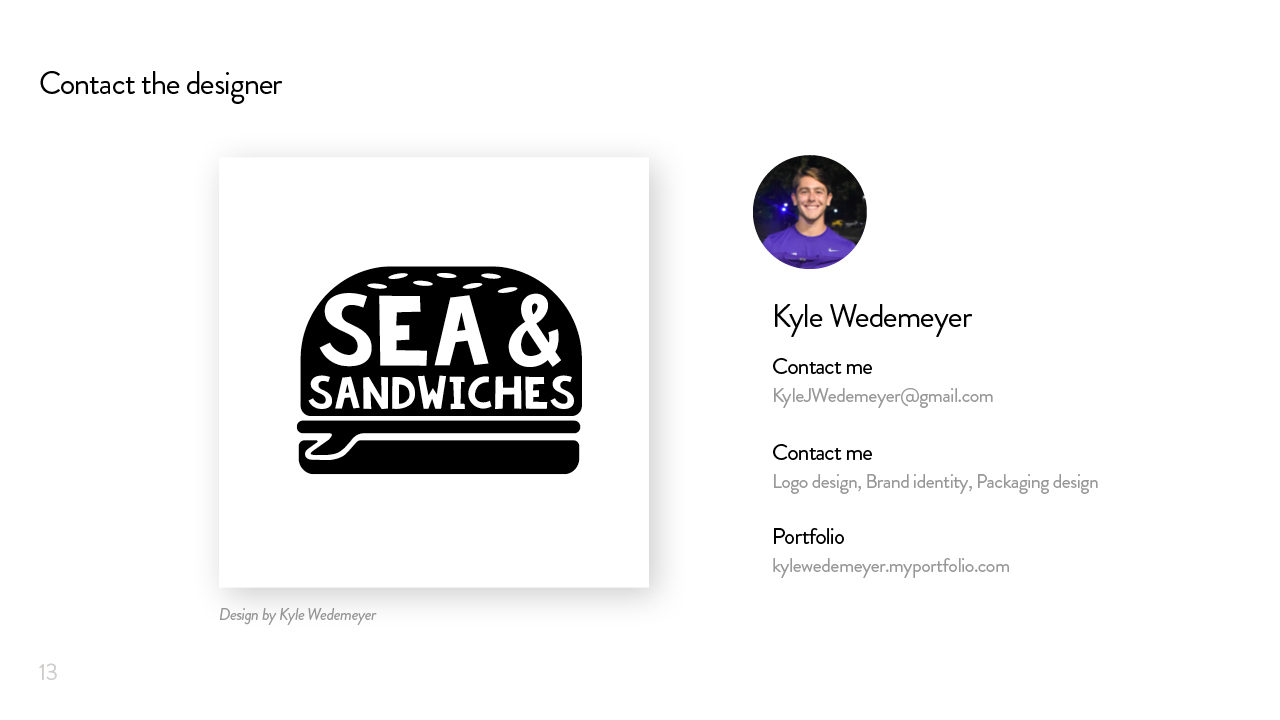 Contact the designer
SEA &
SANDWICHES
Design by Kyle Wedemeyer
Kyle Wedemeyer
Contact me
KyleJWedemeyer@gmail.com
Contact me
Logo design, Brand identity, Packaging design
Portfolio
kylewedemeyer.myportfolio.com
13